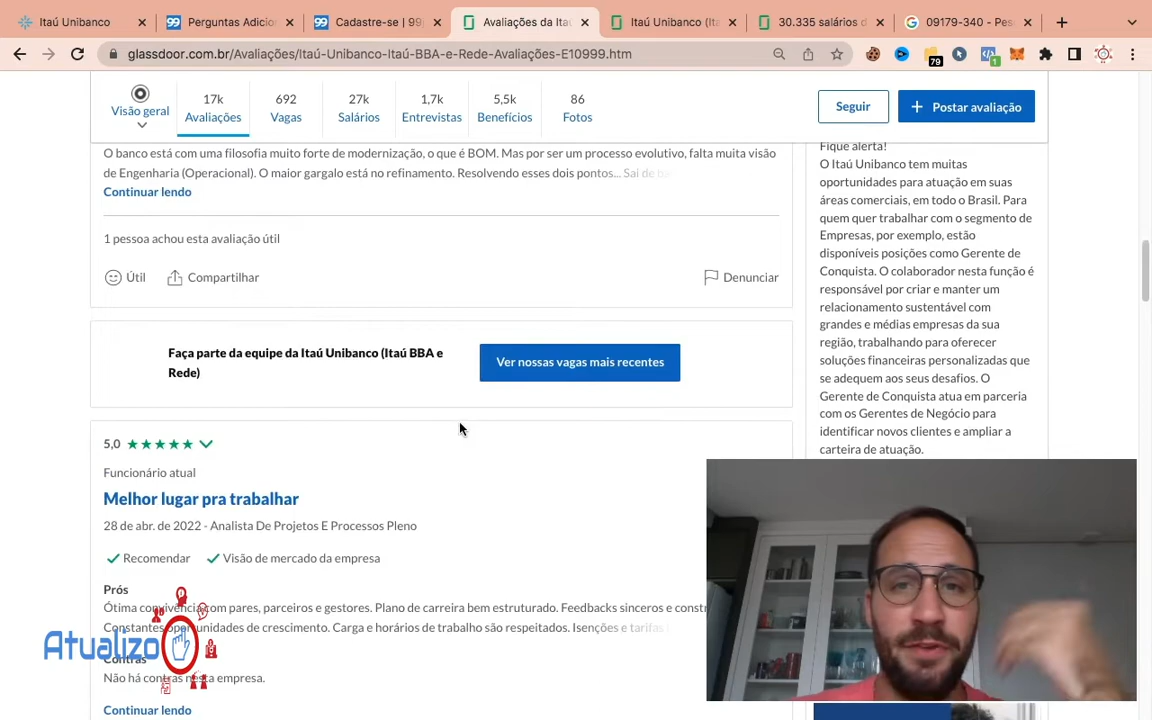 Itaú Unibanco
Perguntas Adicio
Cadastre-se | 99
Avaliações da Ita
Itaú Unibanco (Ita
30.335 salários d
09179-340 - Pes
glassdoor.com.br/Avaliações/Itaú-Unibanco-Itaú-BBA-e-Rede-Avaliações-E10999.htm
79
1
Visão geral
17k
Avaliações
692
Vagas
27k
Salários
1,7k
Entrevistas
5,5k
Benefícios
86
Fotos
Seguir
+ Postar avaliação
O banco está com uma filosofia muito forte de modernização, o que é BOM. Mas por ser um processo evolutivo, falta muita visão
de Engenharia (Operacional). O maior gargalo está no refinamento. Resolvendo esses dois pontos... Sai de ba
Continuar lendo
1 pessoa achou esta avaliação útil
Útil
Compartilhar
Denunciar
Faça parte da equipe da Itaú Unibanco (Itaú BBA e
Rede)
Ver nossas vagas mais recentes
5,0
Funcionário atual
Melhor lugar pra trabalhar
28 de abr. de 2022 - Analista De Projetos E Processos Pleno
Recomendar
Visão de mercado da empresa
Prós
Ótima convivência com pares, parceiros e gestores. Plano de carreira bem estruturado. Feedbacks sinceros e constr
Constantes oportunidades de crescimento. Carga e horários de trabalho são respeitados. Isenções e tarifas
Contras
Não há contras nesta empresa.
Continuar lendo
Fique alerta!
O Itaú Unibanco tem muitas
oportunidades para atuação em suas
áreas comerciais, em todo o Brasil. Para
quem quer trabalhar com o segmento de
Empresas, por exemplo, estão
disponíveis posições como Gerente de
Conquista. O colaborador nesta função é
responsável por criar e manter um
relacionamento sustentável com
grandes e médias empresas da sua
região, trabalhando para oferecer
soluções financeiras personalizadas que
se adequem aos seus desafios. O
Gerente de Conquista atua em parceria
com os Gerentes de Negócio para
identificar novos clientes e ampliar a
carteira de atuação.
Atualizo